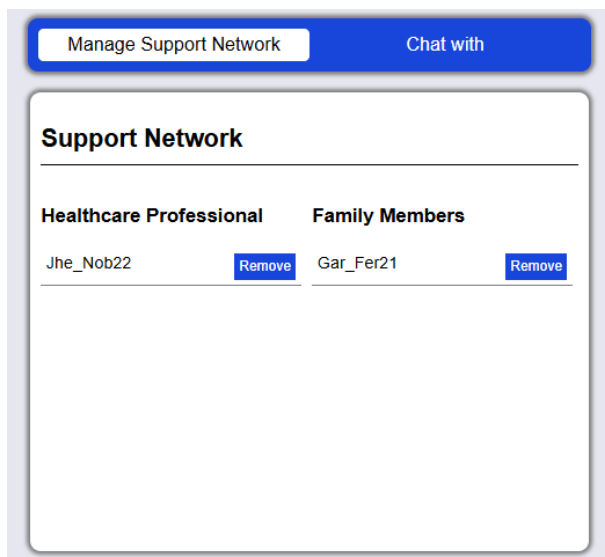 Manage Support Network
Chat with
Support Network
Healthcare Professional
Family Members
Jhe_Nob22
Remove
Gar_Fer21
Remove